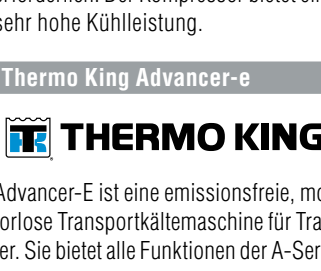 sehr hohe Kühlleistung.
Thermo King Advancer-e
THERMO KING
Advancer-E ist eine emissionsfreie, mo
orlose Transportkältemaschine für Tra
er. Sie bietet alle Funktionen der A-Ser